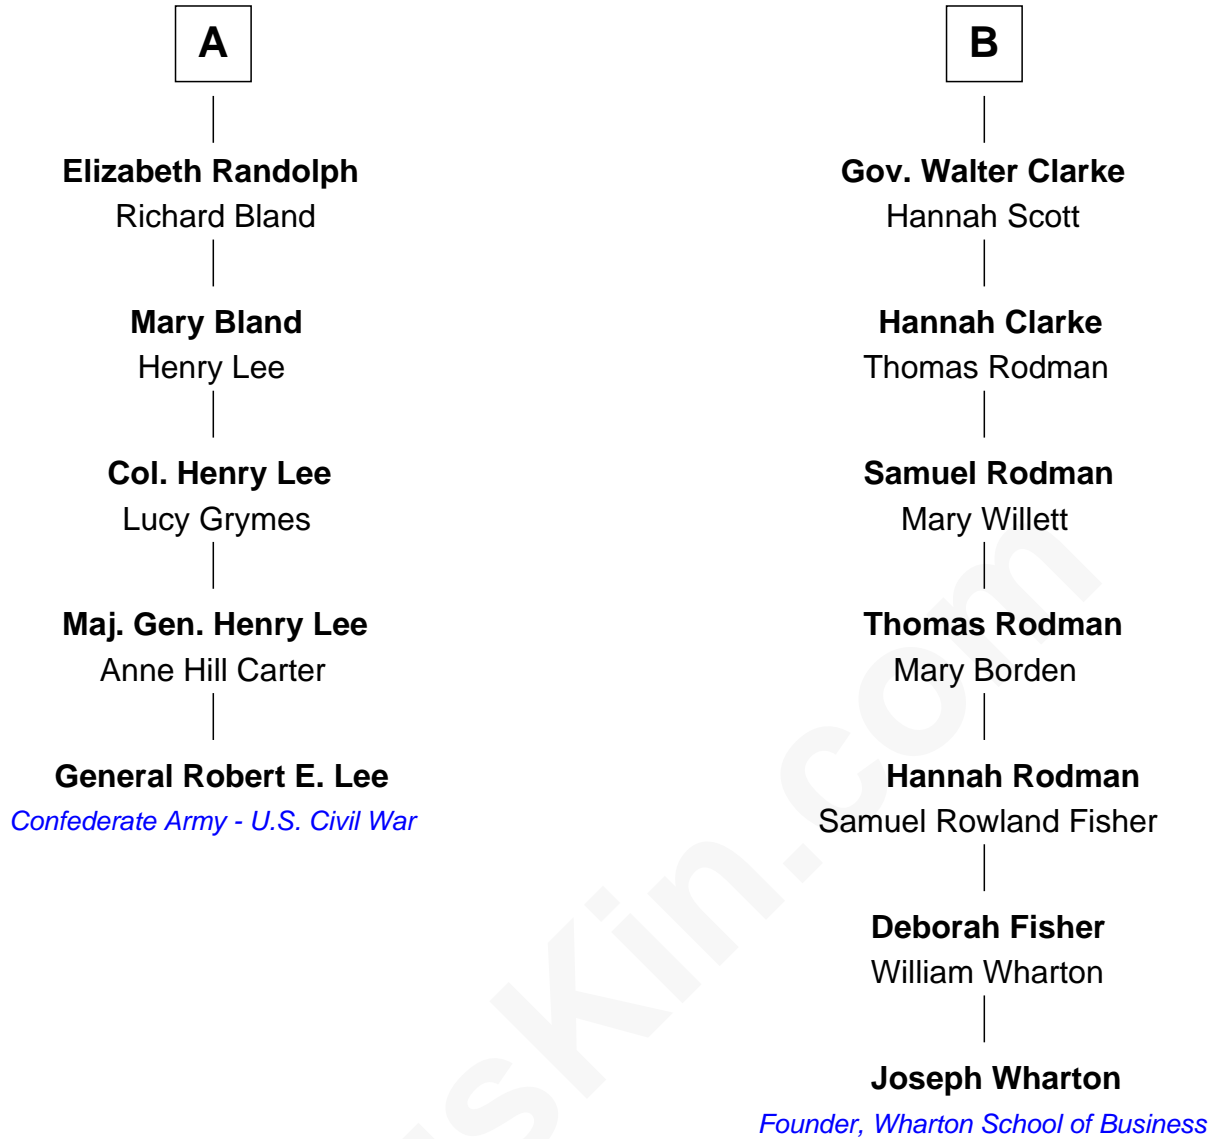 A
Elizabeth Randolph
Richard Bland
Mary Bland
Henry Lee
Col. Henry Lee
Lucy Grymes
Maj. Gen. Henry Lee
Anne Hill Carter
General Robert E. Lee
Confederate Army - U.S. Civil War
B
Gov. Walter Clarke
Hannah Scott
Hannah Clarke
Thomas Rodman
Samuel Rodman
Mary Willett
Thomas Rodman
Mary Borden
Hannah Rodman
Samuel Rowland Fisher
Deborah Fisher
William Wharton
Joseph Wharton
Founder, Wharton School of Business
sKin.com